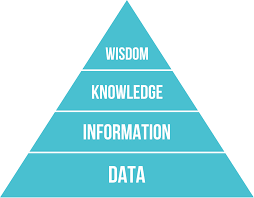 WISDOM
KNOWLEDGE
INFORMATION
DATA